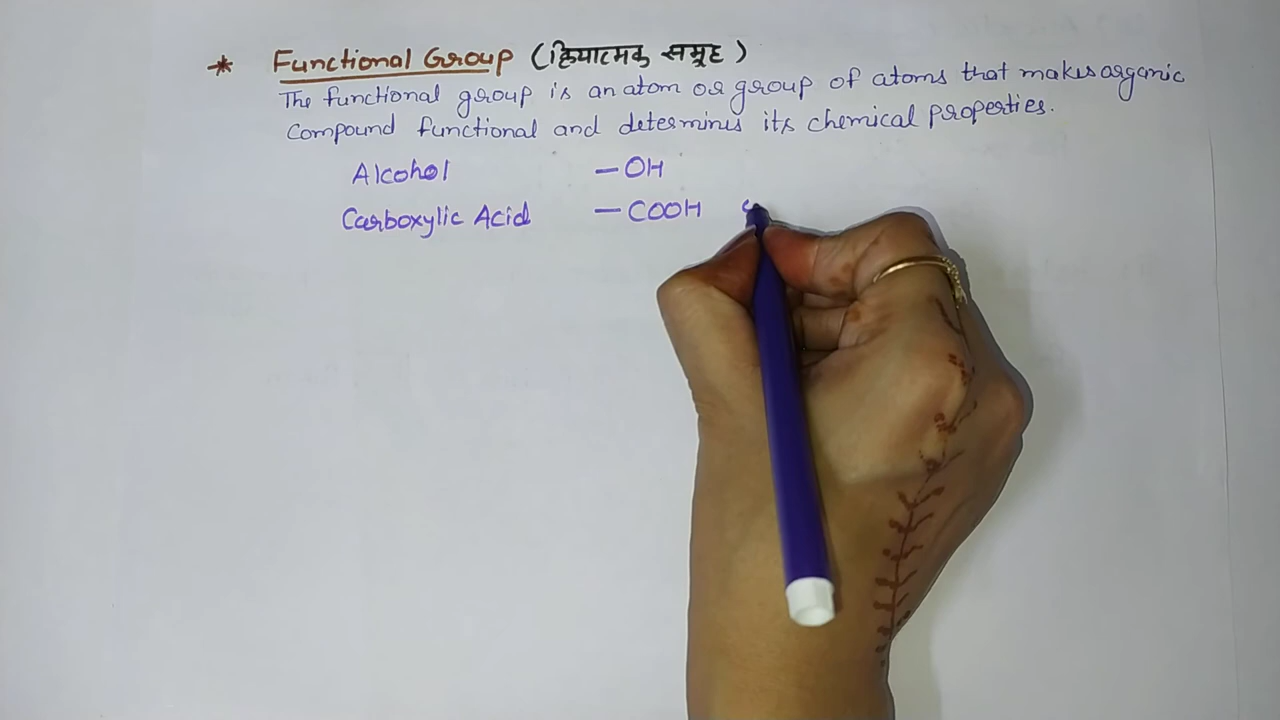 * Functional Group (क्रियात्मक समूह)
The functional group is an atom or group of atoms that makes organic
compound functional and determines its chemical properties.
Alcohol —OH
Carboxylic Acid —COOH